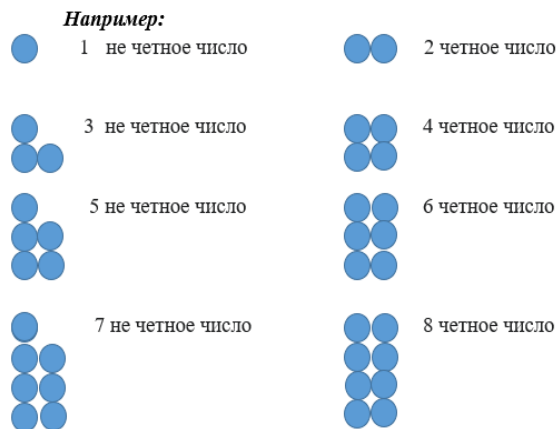 Например:
1 не четное число
2 четное число
3 не четное число
4 четное число
5 не четное число
6 четное число
7 не четное число
8 четное число